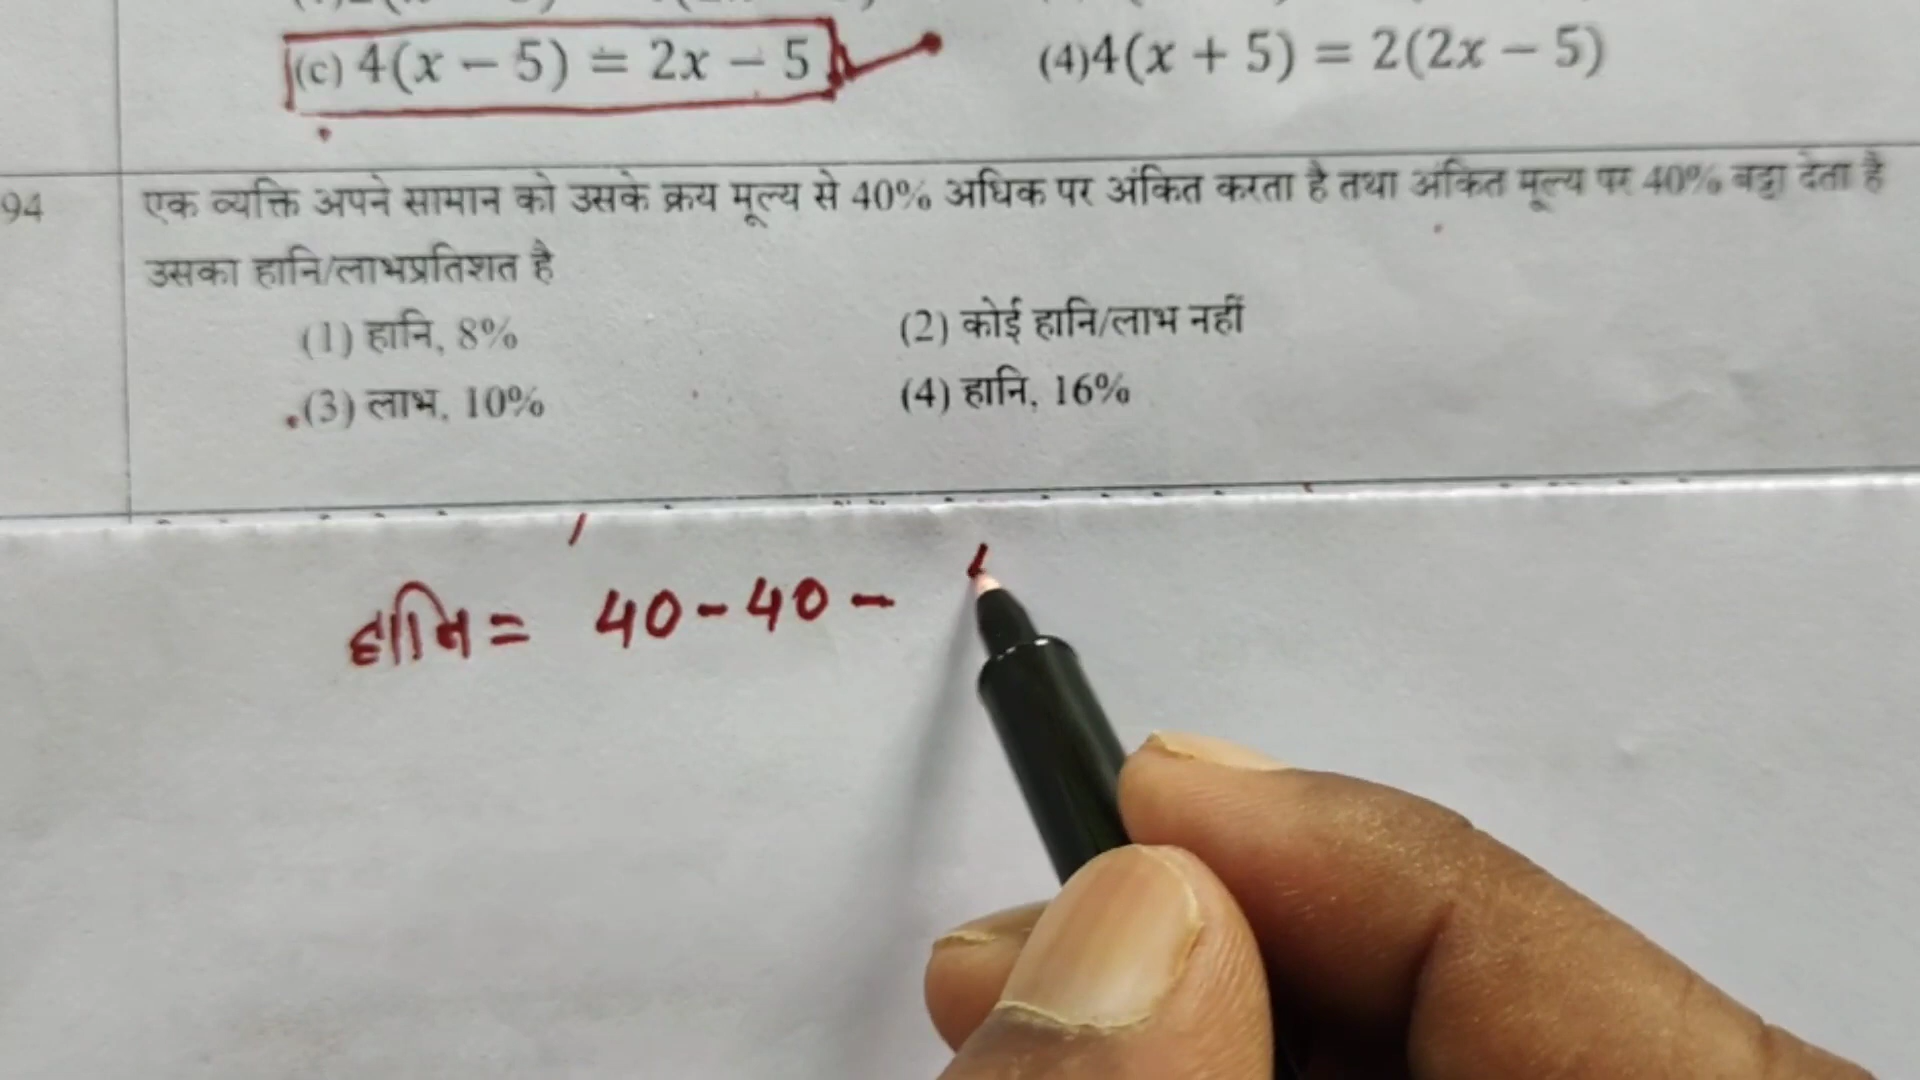 (c) 4(x − 5) = 2x − 5
(4)4(x + 5) = 2(2x − 5)
94
एक व्यक्ति अपने सामान को उसके क्रय मूल्य से 40% अधिक पर अंकित करता है तथा अंकित मूल्य पर 40% बट्टा देता है
उसका हानि/लाभप्रतिशत है
(1) हानि, 8%
(2) कोई हानि/लाभ नहीं
(3) लाभ, 10%
(4) हानि, 16%
हानि = 40 - 40 -